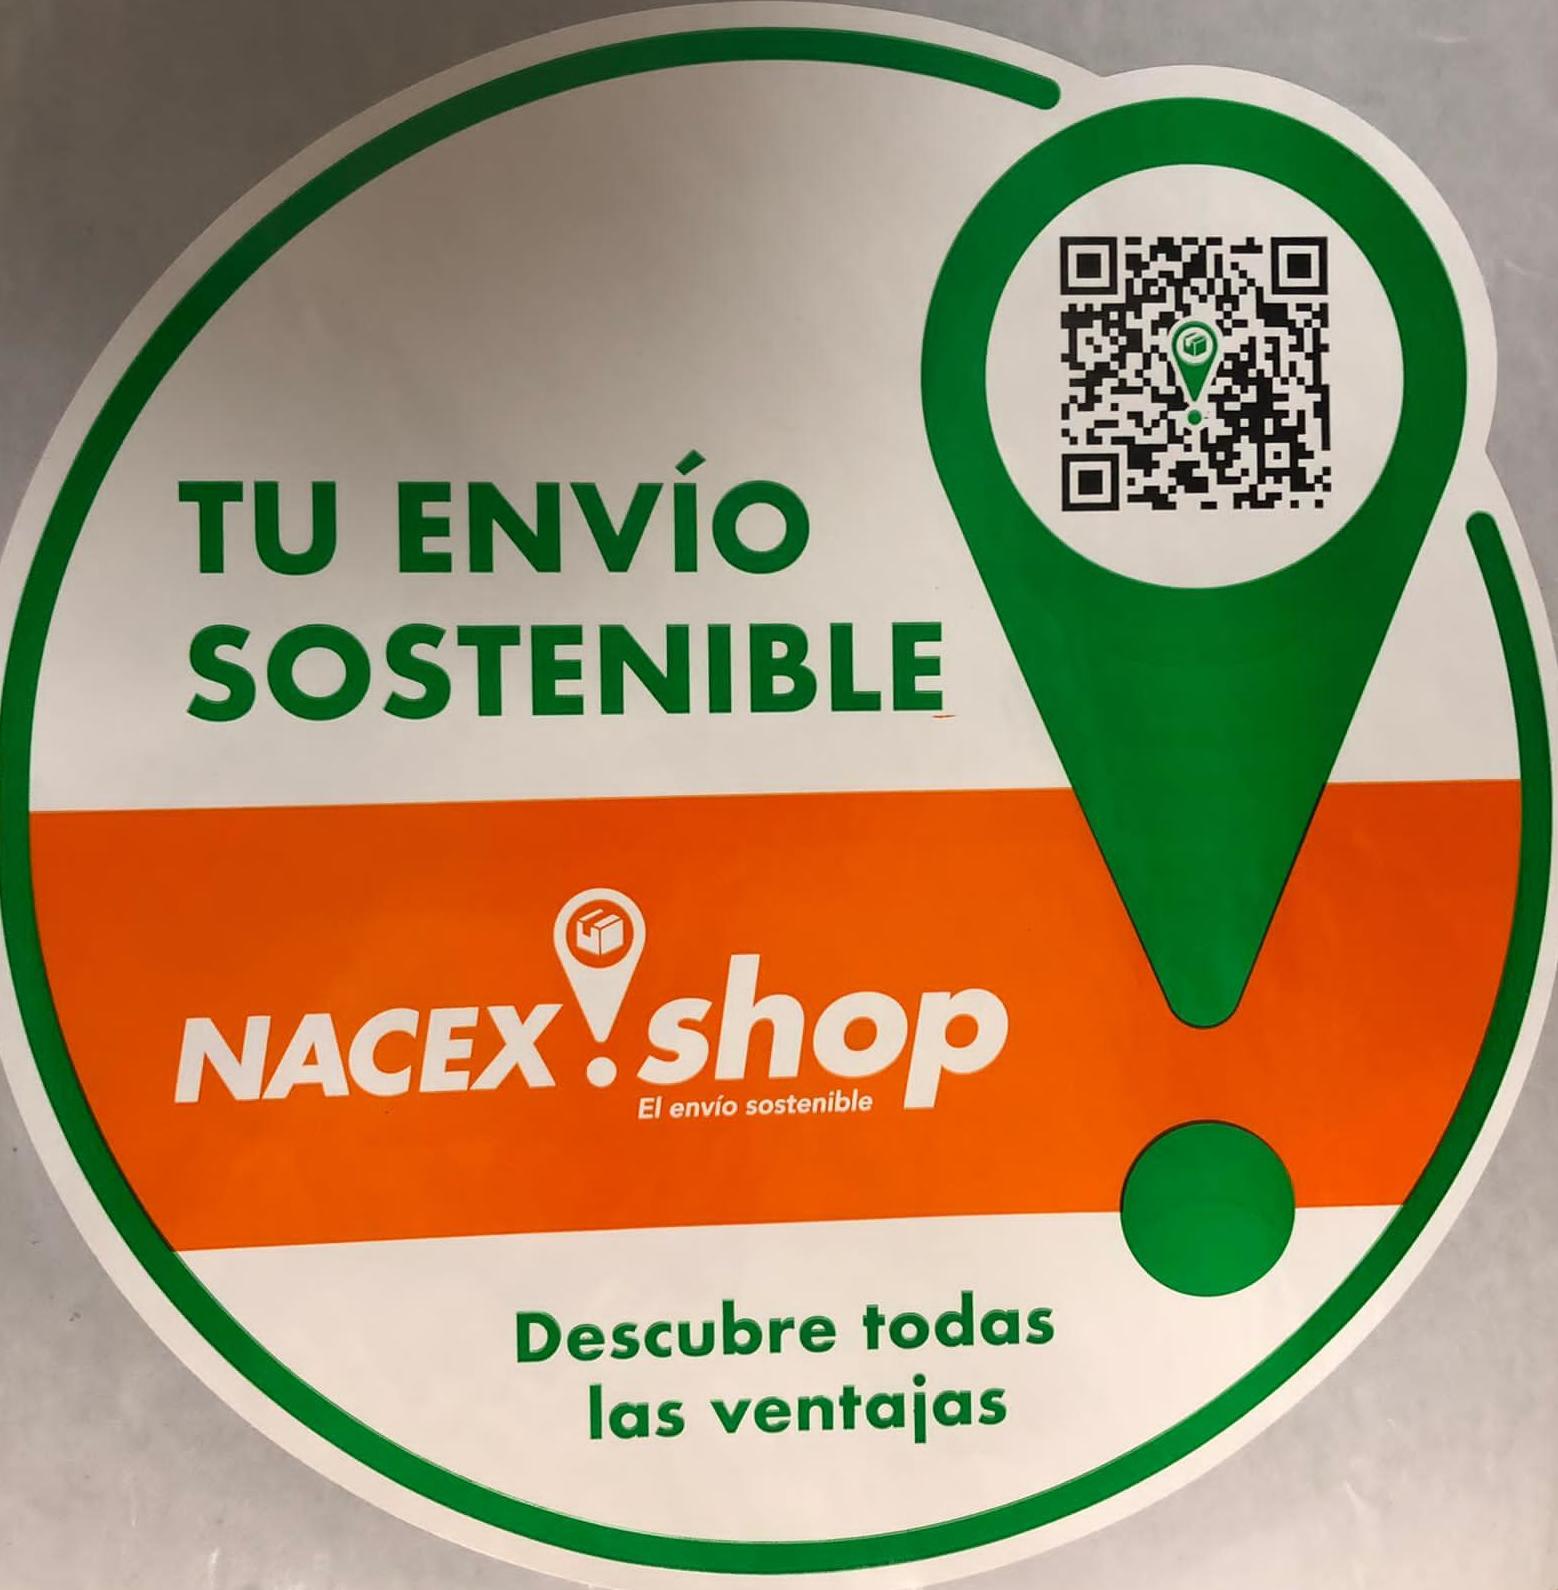 TU ENVÍO
SOSTENIBLE
NACEX.shop
El envío sostenible
Descubre todas
las ventajas